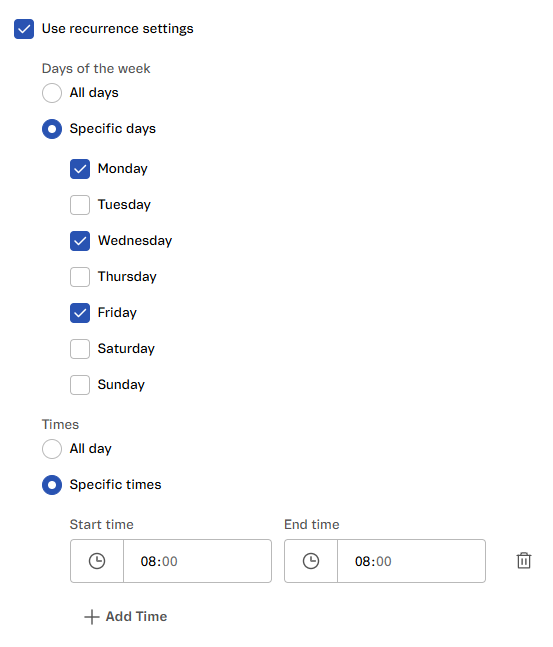 Use recurrence settings
Days of the week
All days
Specific days
Monday
Tuesday
Wednesday
Thursday
Friday
Saturday
Sunday
Times
All day
Specific times
Start time End time
08:00 08:00
Add Time